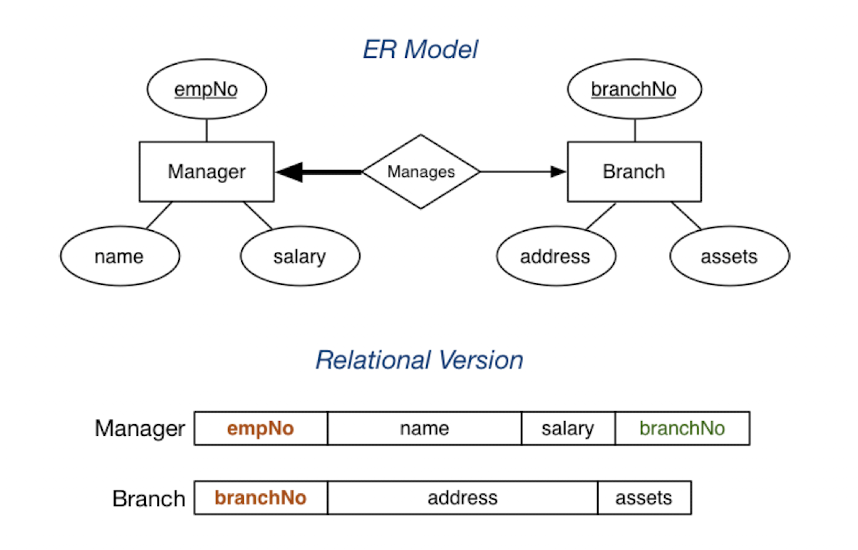 ER Model
empNo
branchNo
Manager
Manages
Branch
name
salary
address
assets
Relational Version
Manager empNo name salary branchNo
Branch branchNo address assets